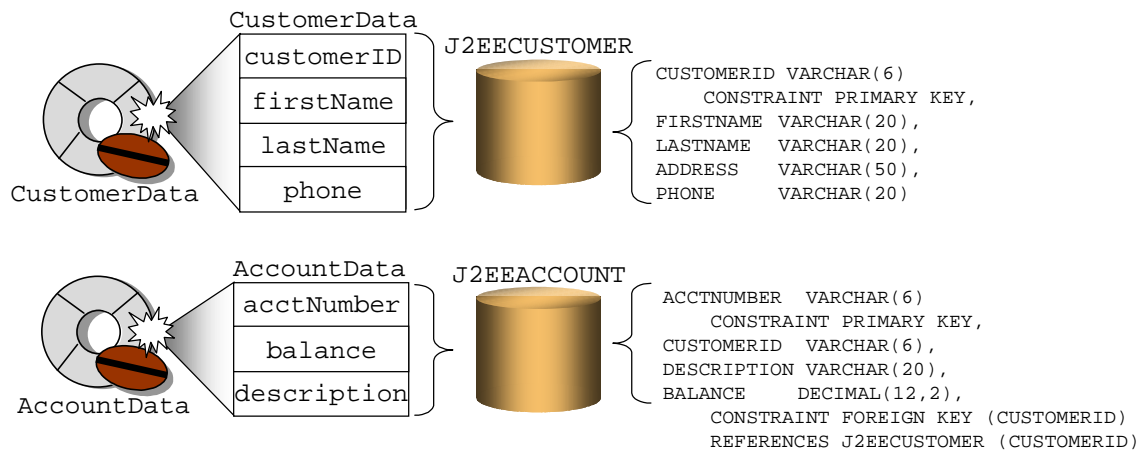 CustomerData
customerID
firstName
lastName
phone
CustomerData
J2EECUSTOMER
CUSTOMERID VARCHAR(6)
CONSTRAINT PRIMARY KEY,
FIRSTNAME VARCHAR(20),
LASTNAME VARCHAR(20),
ADDRESS VARCHAR(50),
PHONE VARCHAR(20)
AccountData
acctNumber
balance
description
AccountData
J2EEACCOUNT
ACCTNUMBER VARCHAR(6)
CONSTRAINT PRIMARY KEY,
CUSTOMERID VARCHAR(6),
DESCRIPTION VARCHAR(20),
BALANCE DECIMAL(12,2),
CONSTRAINT FOREIGN KEY (CUSTOMERID)
REFERENCES J2EECUSTOMER (CUSTOMERID)